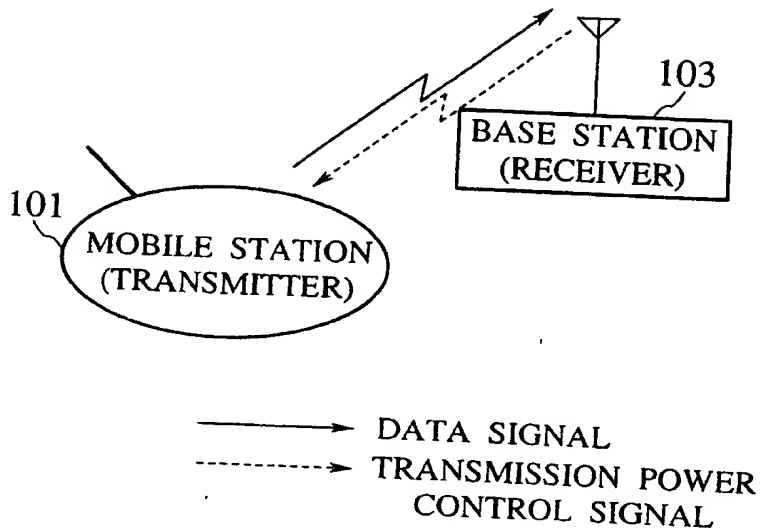 103
BASE STATION
(RECEIVER)
101
MOBILE STATION
(TRANSMITTER)
DATA SIGNAL
TRANSMISSION POWER
CONTROL SIGNAL